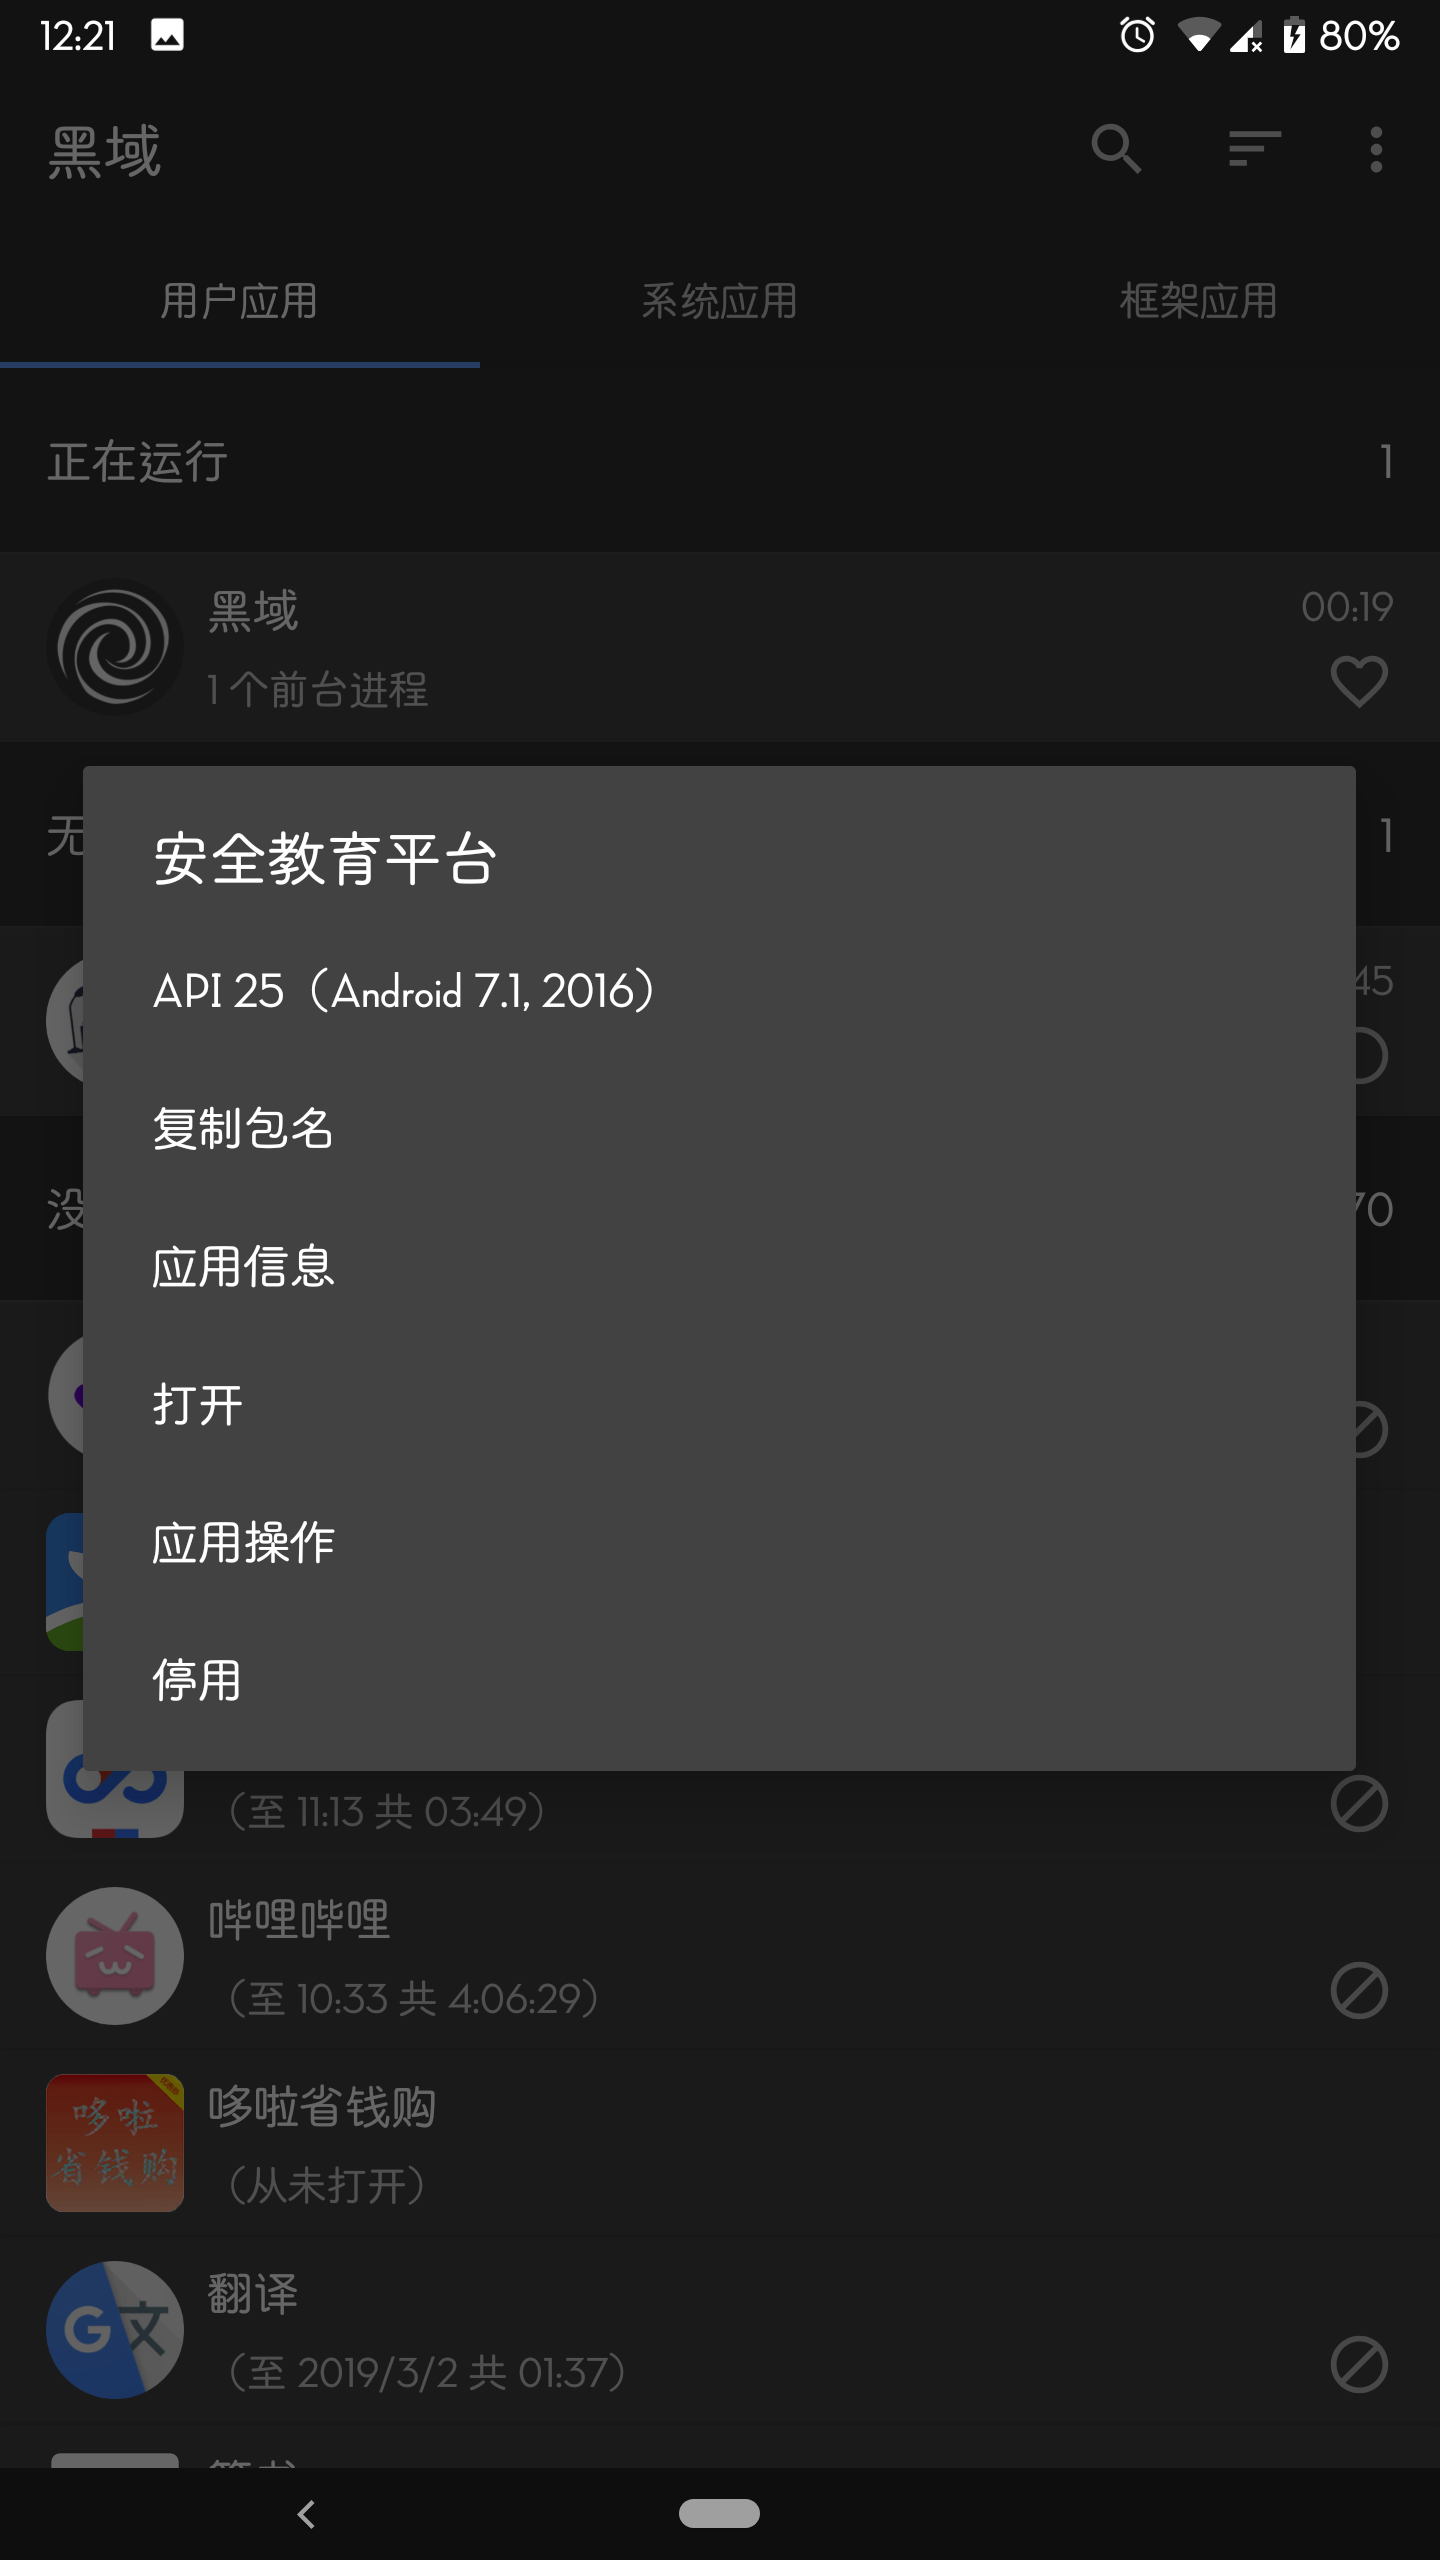 12:21 80%
黑域
用户应用 系统应用 框架应用
正在运行 1
黑域 00:19
1 个前台进程
无 1
安全教育平台
API 25（Android 7.1, 2016）
45
复制包名
没 70
应用信息
打开
应用操作
停用
（至 11:13 共 03:49）
哔哩哔哩
（至 10:33 共 4:06:29）
哆啦省钱购
哆啦
省钱购
（从未打开）
翻译
G文
（至 2019/3/2 共 01:37）